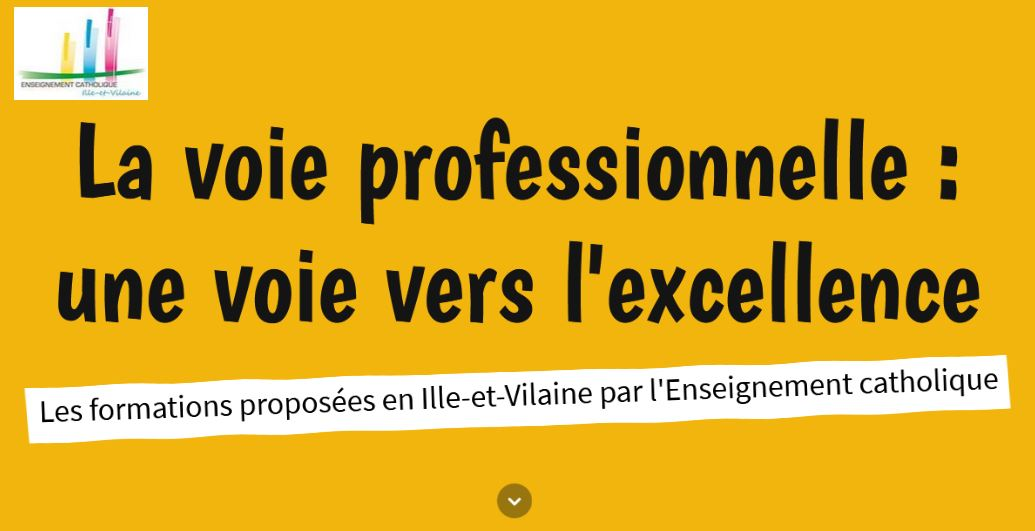 ENSEIGNEMENT CATHOLIQUE
Ille-et-Vilaine
La voie professionnelle :
une voie vers l'excellence
Les formations proposées en Ille-et-Vilaine par l'Enseignement catholique